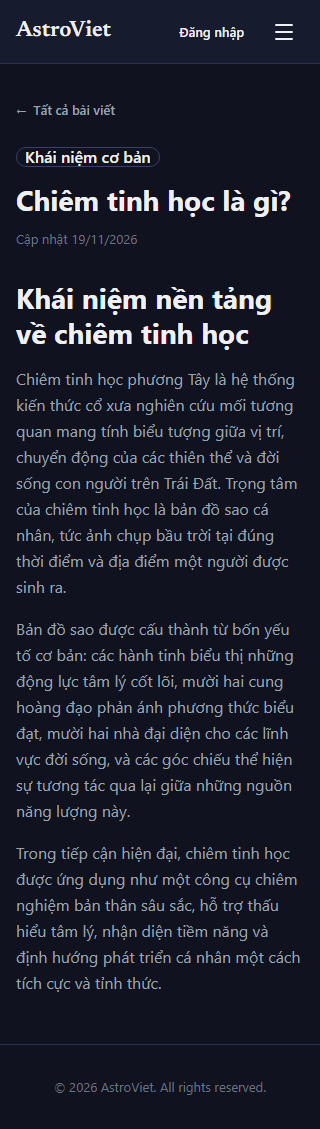 AstroViet
Đăng nhập
← Tất cả bài viết
Khái niệm cơ bản
Chiêm tinh học là gì?
Cập nhật 19/11/2026
Khái niệm nền tảng
về chiêm tinh học
Chiêm tinh học phương Tây là hệ thống
kiến thức cổ xưa nghiên cứu mối tương
quan mang tính biểu tượng giữa vị trí,
chuyển động của các thiên thể và đời
sống con người trên Trái Đất. Trọng tâm
của chiêm tinh học là bản đồ sao cá
nhân, tức ảnh chụp bầu trời tại đúng
thời điểm và địa điểm một người được
sinh ra.
Bản đồ sao được cấu thành từ bốn yếu
tố cơ bản: các hành tinh biểu thị những
động lực tâm lý cốt lõi, mười hai cung
hoàng đạo phản ánh phương thức biểu
đạt, mười hai nhà đại diện cho các lĩnh
vực đời sống, và các góc chiếu thể hiện
sự tương tác qua lại giữa những nguồn
năng lượng này.
Trong tiếp cận hiện đại, chiêm tinh học
được ứng dụng như một công cụ chiêm
nghiệm bản thân sâu sắc, hỗ trợ thấu
hiểu tâm lý, nhận diện tiềm năng và
định hướng phát triển cá nhân một cách
tích cực và tỉnh thức.
© 2026 AstroViet. All rights reserved.